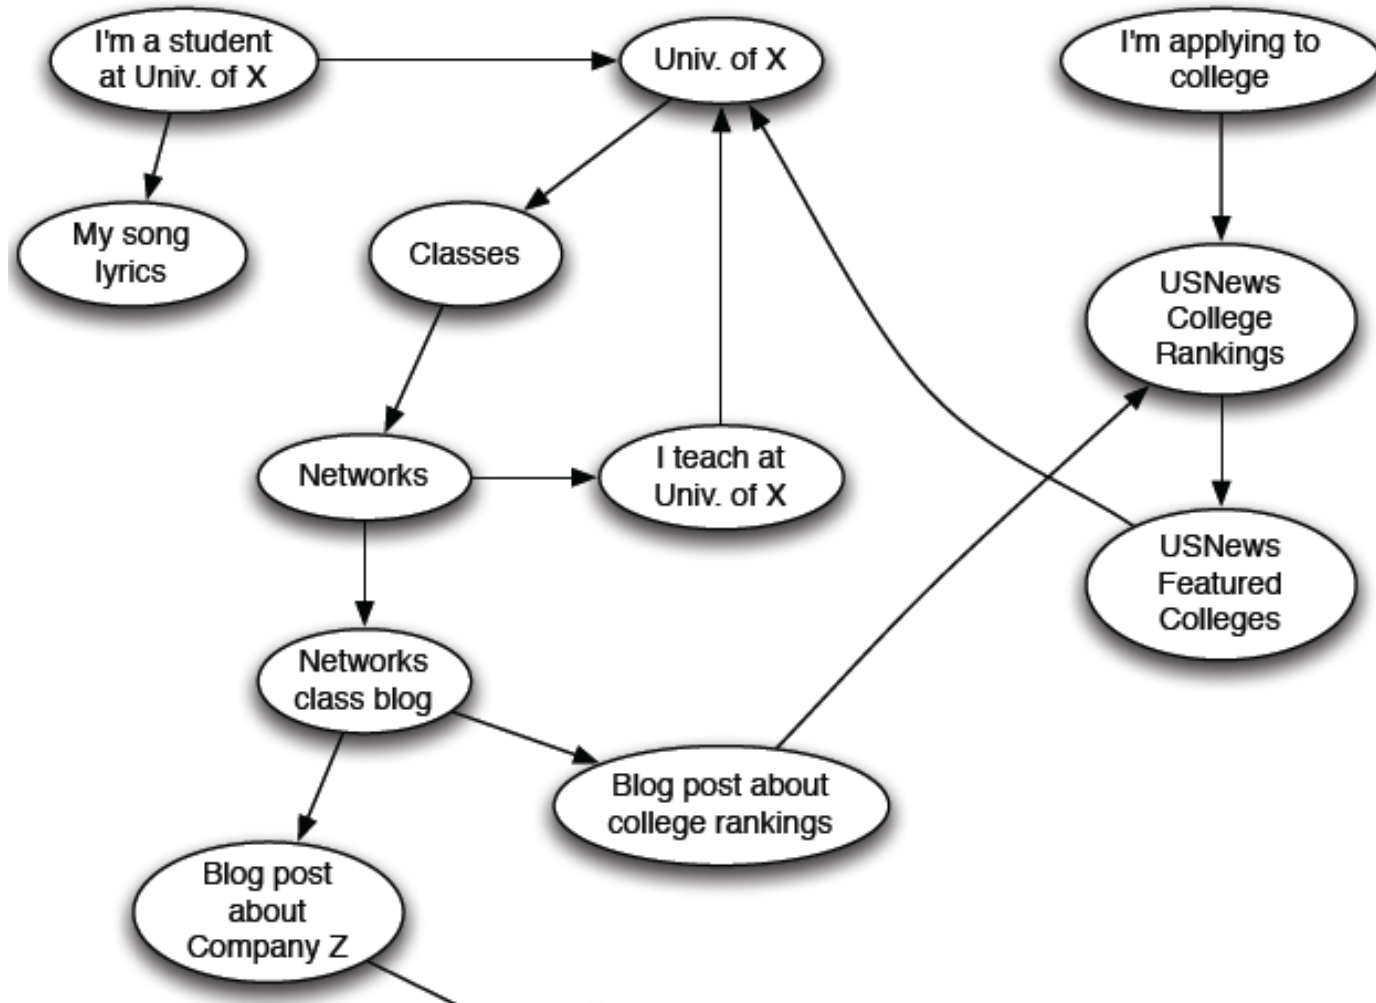 I'm a student
at Univ. of X
Univ. of X
I'm applying to
college
My song
lyrics
Classes
USNews
College
Rankings
Networks
I teach at
Univ. of X
USNews
Featured
Colleges
Networks
class blog
Blog post about
college rankings
Blog post
about
Company Z